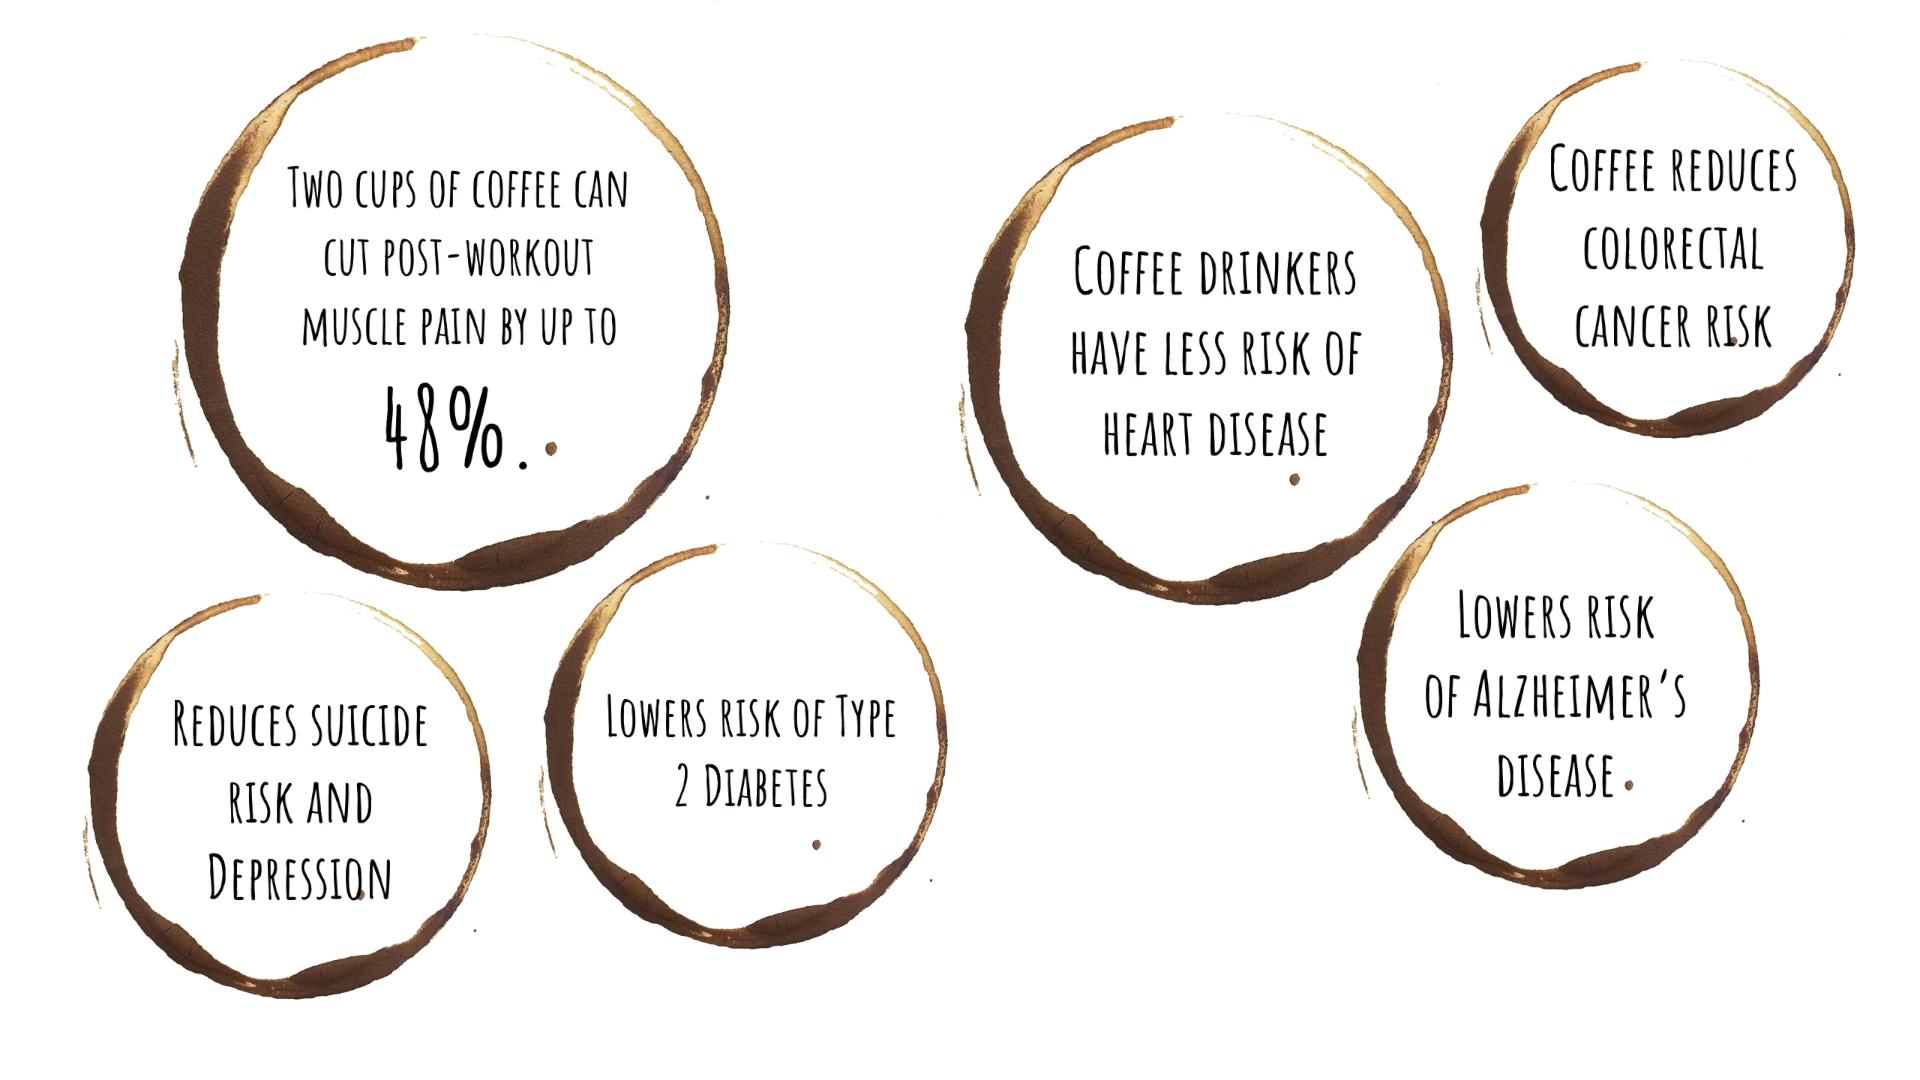 Two cups of coffee can
cut post-workout
muscle pain by up to
48%.
Coffee drinkers
have less risk of
heart disease
Coffee reduces
colorectal
cancer risk
Reduces suicide
risk and
Depression
Lowers risk of Type
2 Diabetes
Lowers risk
of Alzheimer's
disease